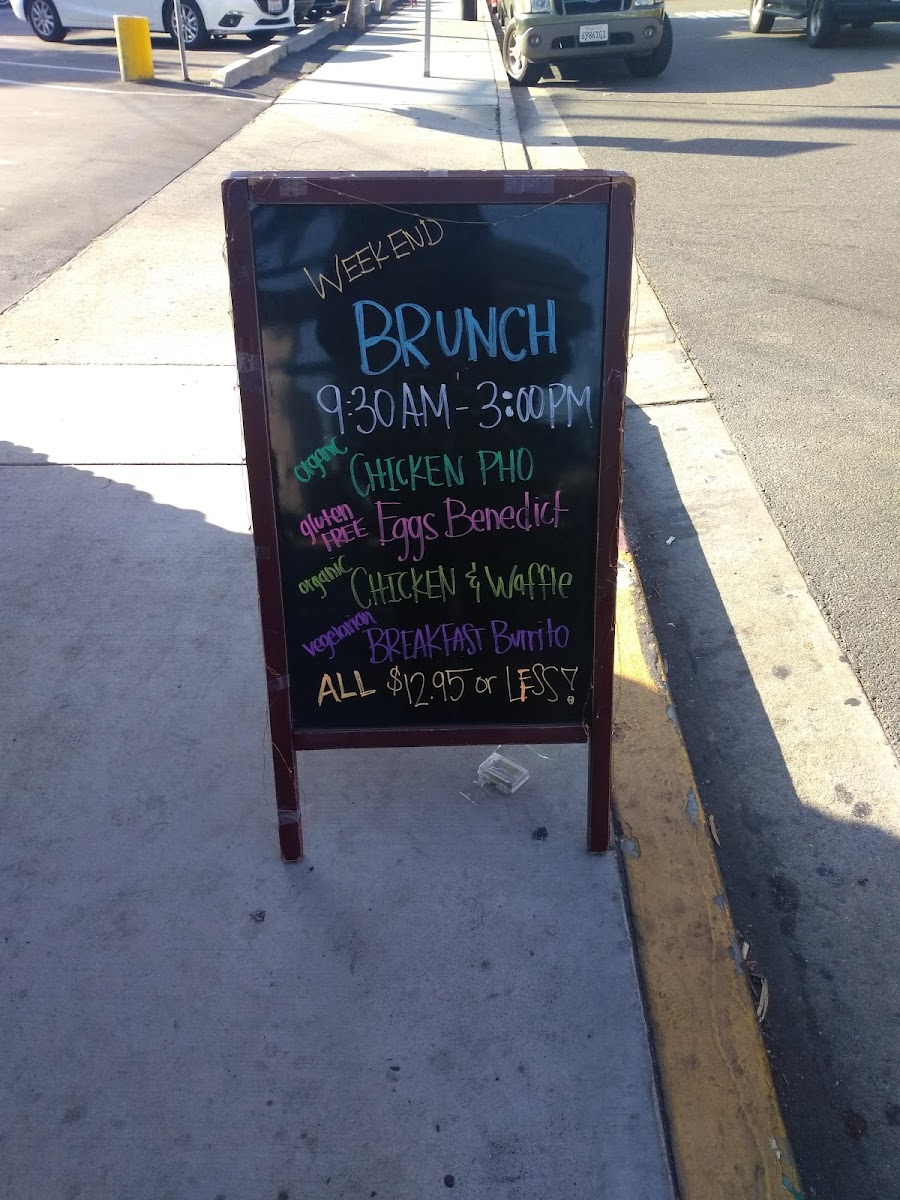 WEEKEND
BRUNCH
9:30AM - 3:00PM
organic CHICKEN PHO
gluten FREE Eggs Benedict
organic CHICKEN & Waffle
vegetarian BREAKFAST Burrito
ALL $12.95 or LESS!